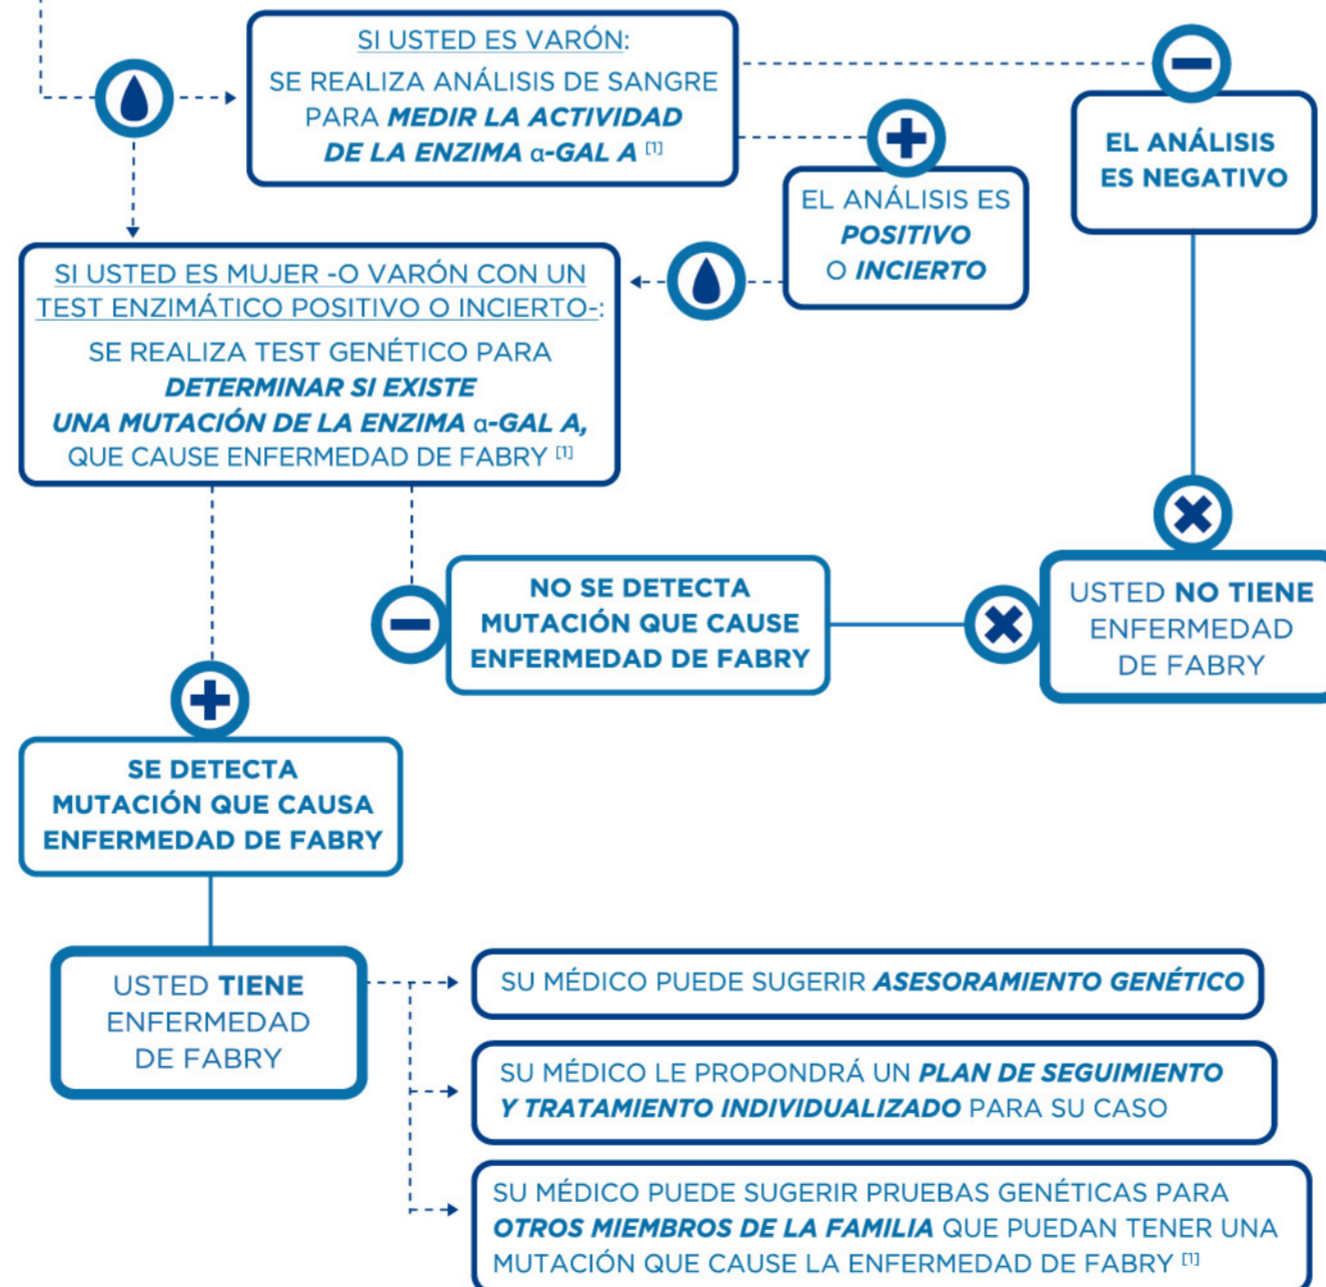 SI USTED ES VARÓN:
SE REALIZA ANÁLISIS DE SANGRE
PARA MEDIR LA ACTIVIDAD
DE LA ENZIMA α-GAL A [1]
EL ANÁLISIS
ES NEGATIVO
EL ANÁLISIS ES
POSITIVO
O INCIERTO
SI USTED ES MUJER -O VARÓN CON UN
TEST ENZIMÁTICO POSITIVO O INCIERTO-:
SE REALIZA TEST GENÉTICO PARA
DETERMINAR SI EXISTE
UNA MUTACIÓN DE LA ENZIMA α-GAL A,
QUE CAUSE ENFERMEDAD DE FABRY [1]
NO SE DETECTA
MUTACIÓN QUE CAUSE
ENFERMEDAD DE FABRY
USTED NO TIENE
ENFERMEDAD
DE FABRY
SE DETECTA
MUTACIÓN QUE CAUSA
ENFERMEDAD DE FABRY
USTED TIENE
ENFERMEDAD
DE FABRY
SU MÉDICO PUEDE SUGERIR ASESORAMIENTO GENÉTICO
SU MÉDICO LE PROPONDRÁ UN PLAN DE SEGUIMIENTO
Y TRATAMIENTO INDIVIDUALIZADO PARA SU CASO
SU MÉDICO PUEDE SUGERIR PRUEBAS GENÉTICAS PARA
OTROS MIEMBROS DE LA FAMILIA QUE PUEDAN TENER UNA
MUTACIÓN QUE CAUSE LA ENFERMEDAD DE FABRY [1]